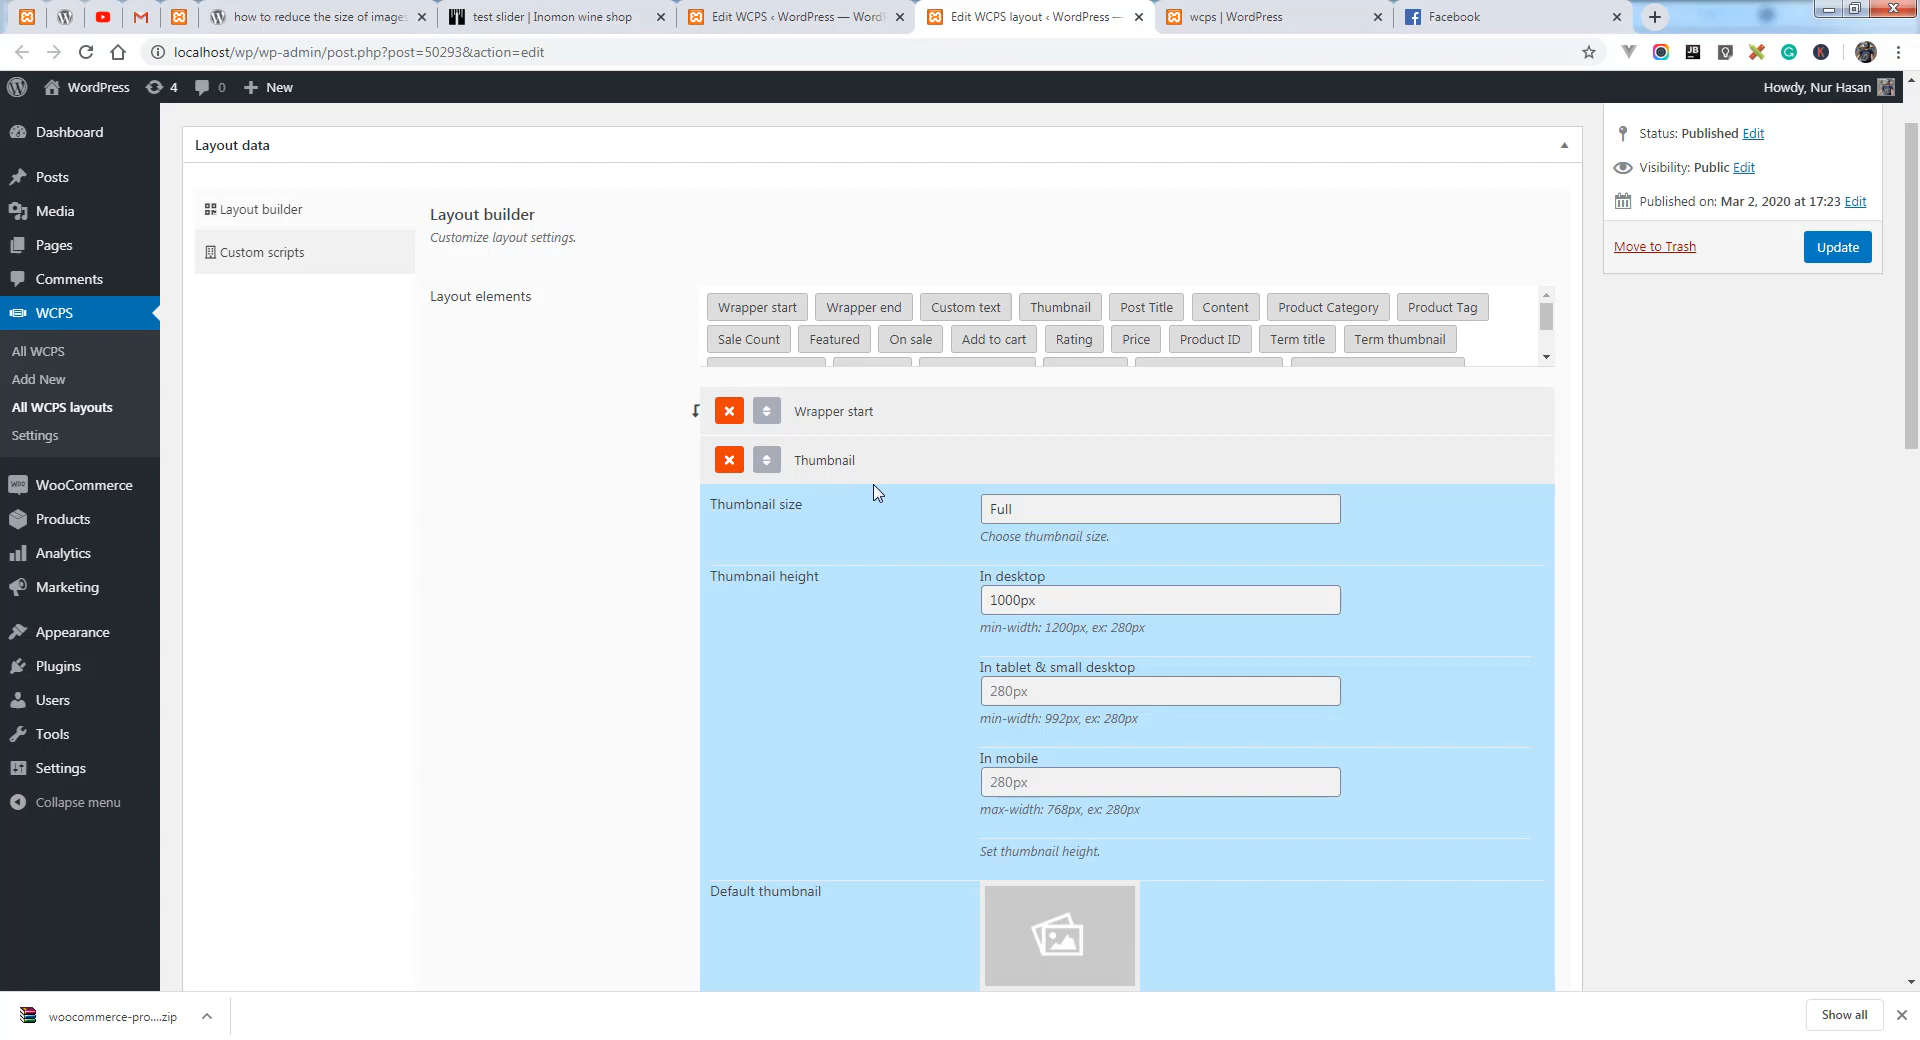 how to reduce the size of images
test slider | Inomon wine shop
Edit WCPS ‹ WordPress — WordP
Edit WCPS layout ‹ WordPress —
wcps | WordPress
Facebook
localhost/wp/wp-admin/post.php?post=50293&action=edit
WordPress
4
0
New
Howdy, Nur Hasan
Dashboard
Posts
Media
Pages
Comments
WCPS
All WCPS
Add New
All WCPS layouts
Settings
WooCommerce
Products
Analytics
Marketing
Appearance
Plugins
Users
Tools
Settings
Collapse menu
Layout data
Layout builder
Custom scripts
Layout builder
Customize layout settings.
Layout elements
Wrapper start Wrapper end Custom text Thumbnail Post Title Content Product Category Product Tag
Sale Count Featured On sale Add to cart Rating Price Product ID Term title Term thumbnail
Wrapper start
Thumbnail
Thumbnail size
Full
Choose thumbnail size.
Thumbnail height
In desktop
1000px
min-width: 1200px, ex: 280px
In tablet & small desktop
280px
min-width: 992px, ex: 280px
In mobile
280px
max-width: 768px, ex: 280px
Set thumbnail height.
Default thumbnail
Status: Published Edit
Visibility: Public Edit
Published on: Mar 2, 2020 at 17:23 Edit
Move to Trash
Update
woocommerce-pro....zip
Show all